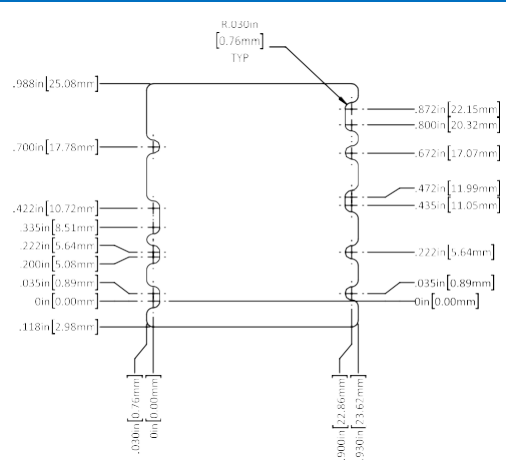 R.030in
[0.76mm]
TYP
.988in[25.08mm]
.872in[22.15mm]
.800in[20.32mm]
.700in[17.78mm]
.672in[17.07mm]
.472in[11.99mm]
.422in[10.72mm]
.435in[11.05mm]
.335in[8.51mm]
.222in[5.64mm]
.222in[5.64mm]
.200in[5.08mm]
.035in[0.89mm]
.035in[0.89mm]
0in[0.00mm]
0in[0.00mm]
.118in[2.98mm]
.030in[0.76mm]
0in[0.00mm]
.900in[22.86mm]
.930in[23.62mm]